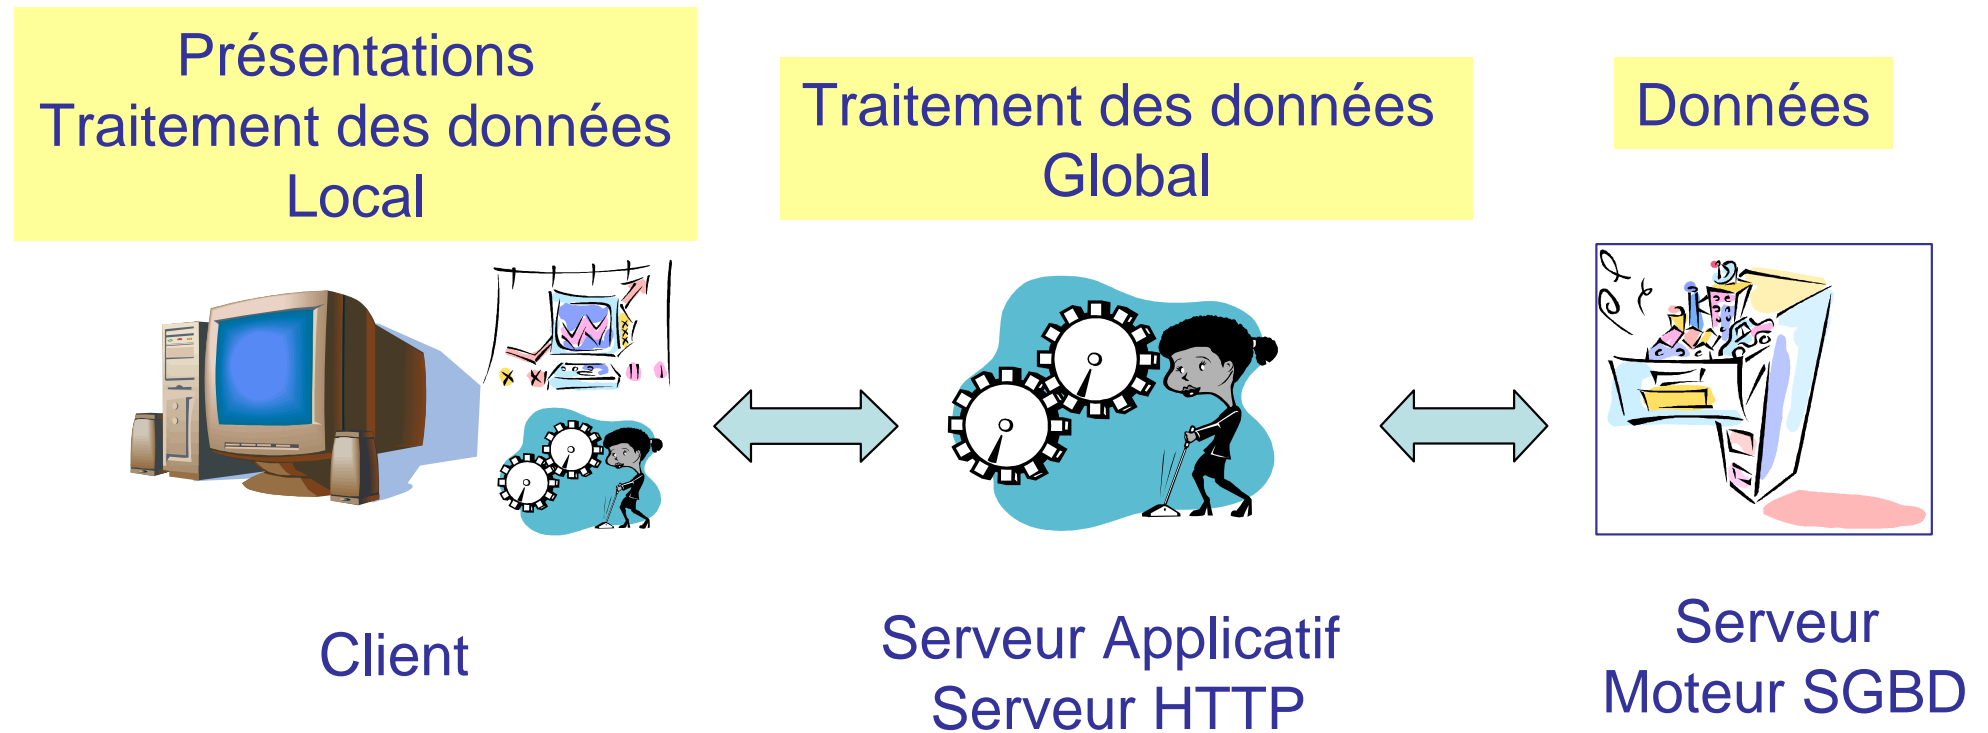 Présentations
Traitement des données
Local
Traitement des données
Global
Données
Client
Serveur Applicatif
Serveur HTTP
Serveur
Moteur SGBD